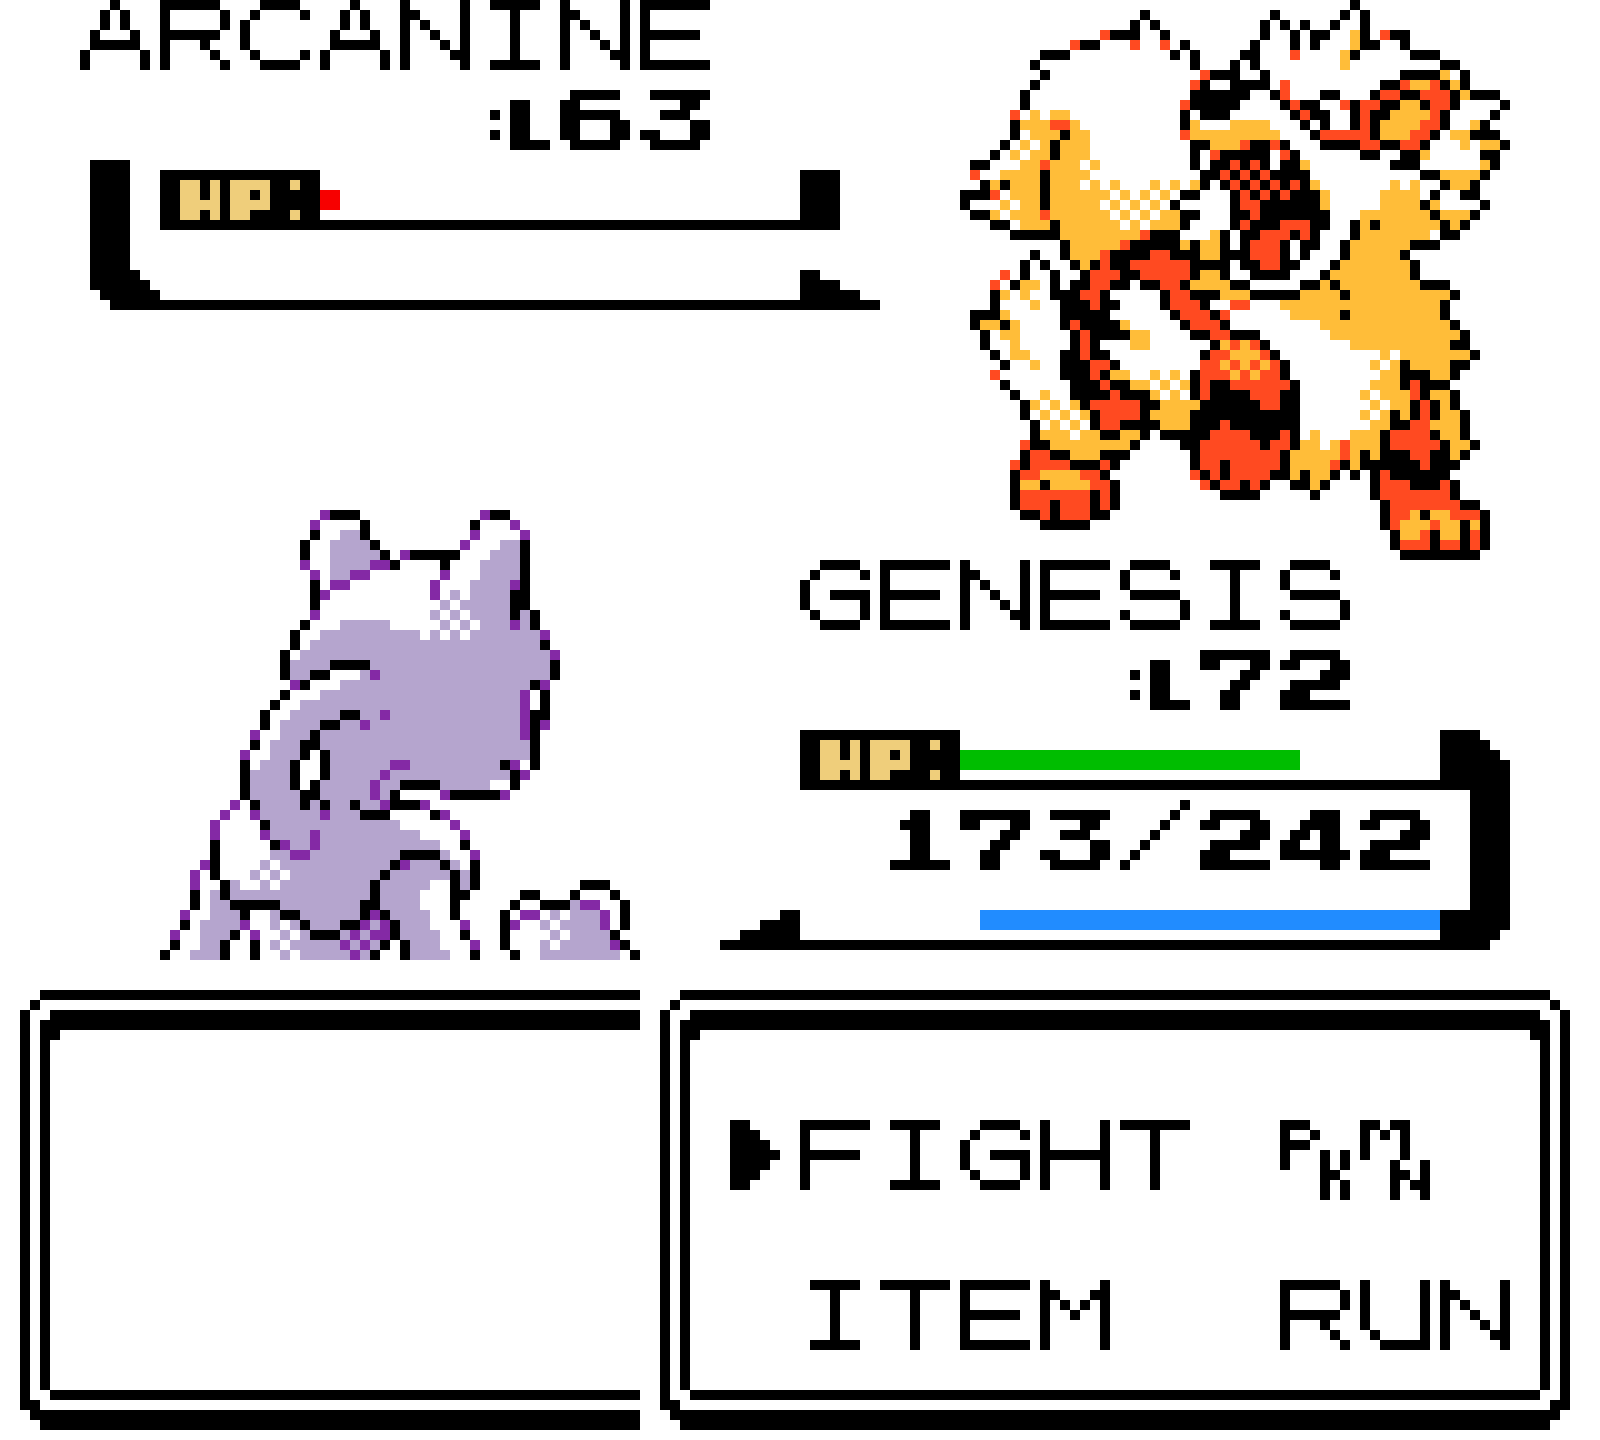 ARCANINE
:L63
HP:
GENESIS
:L72
HP:
173/242
FIGHT PKMN
ITEM RUN